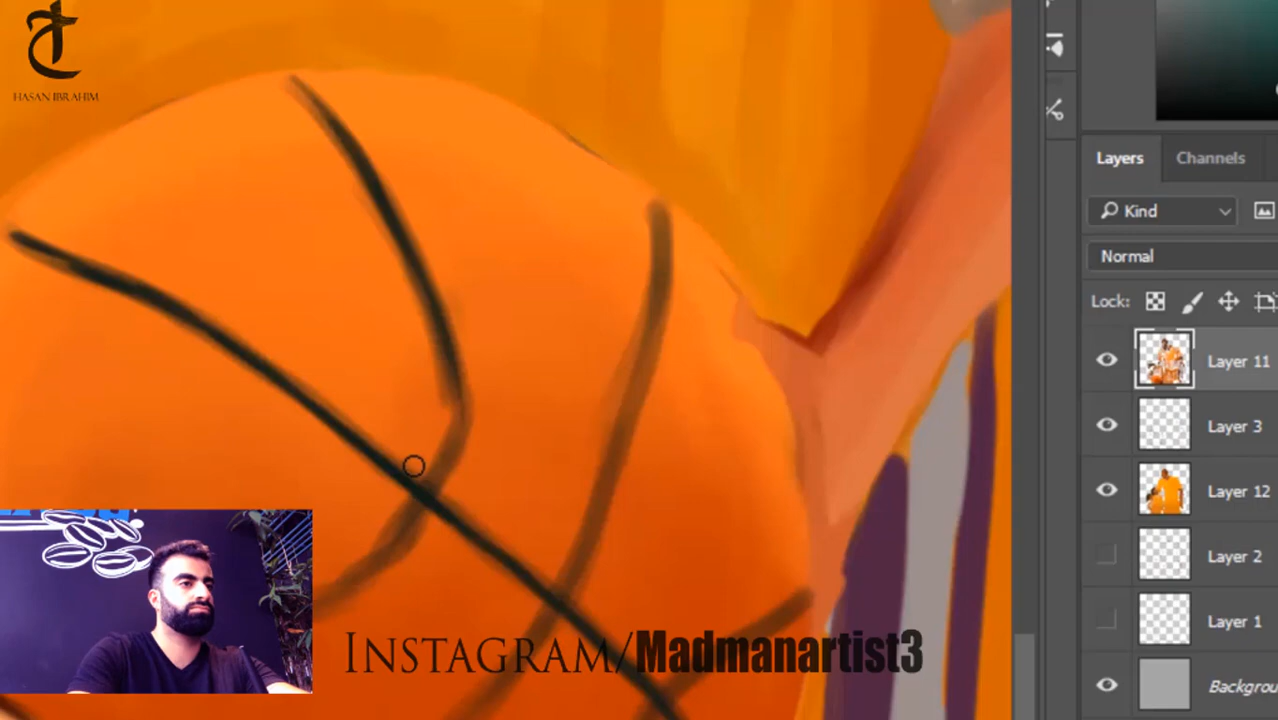 HASAN IBRAHIM
Layers Channels
Kind
Normal
Lock:
Layer 11
Layer 3
Layer 12
Layer 2
Layer 1
Backgrou
INSTAGRAM/Madmanartist3